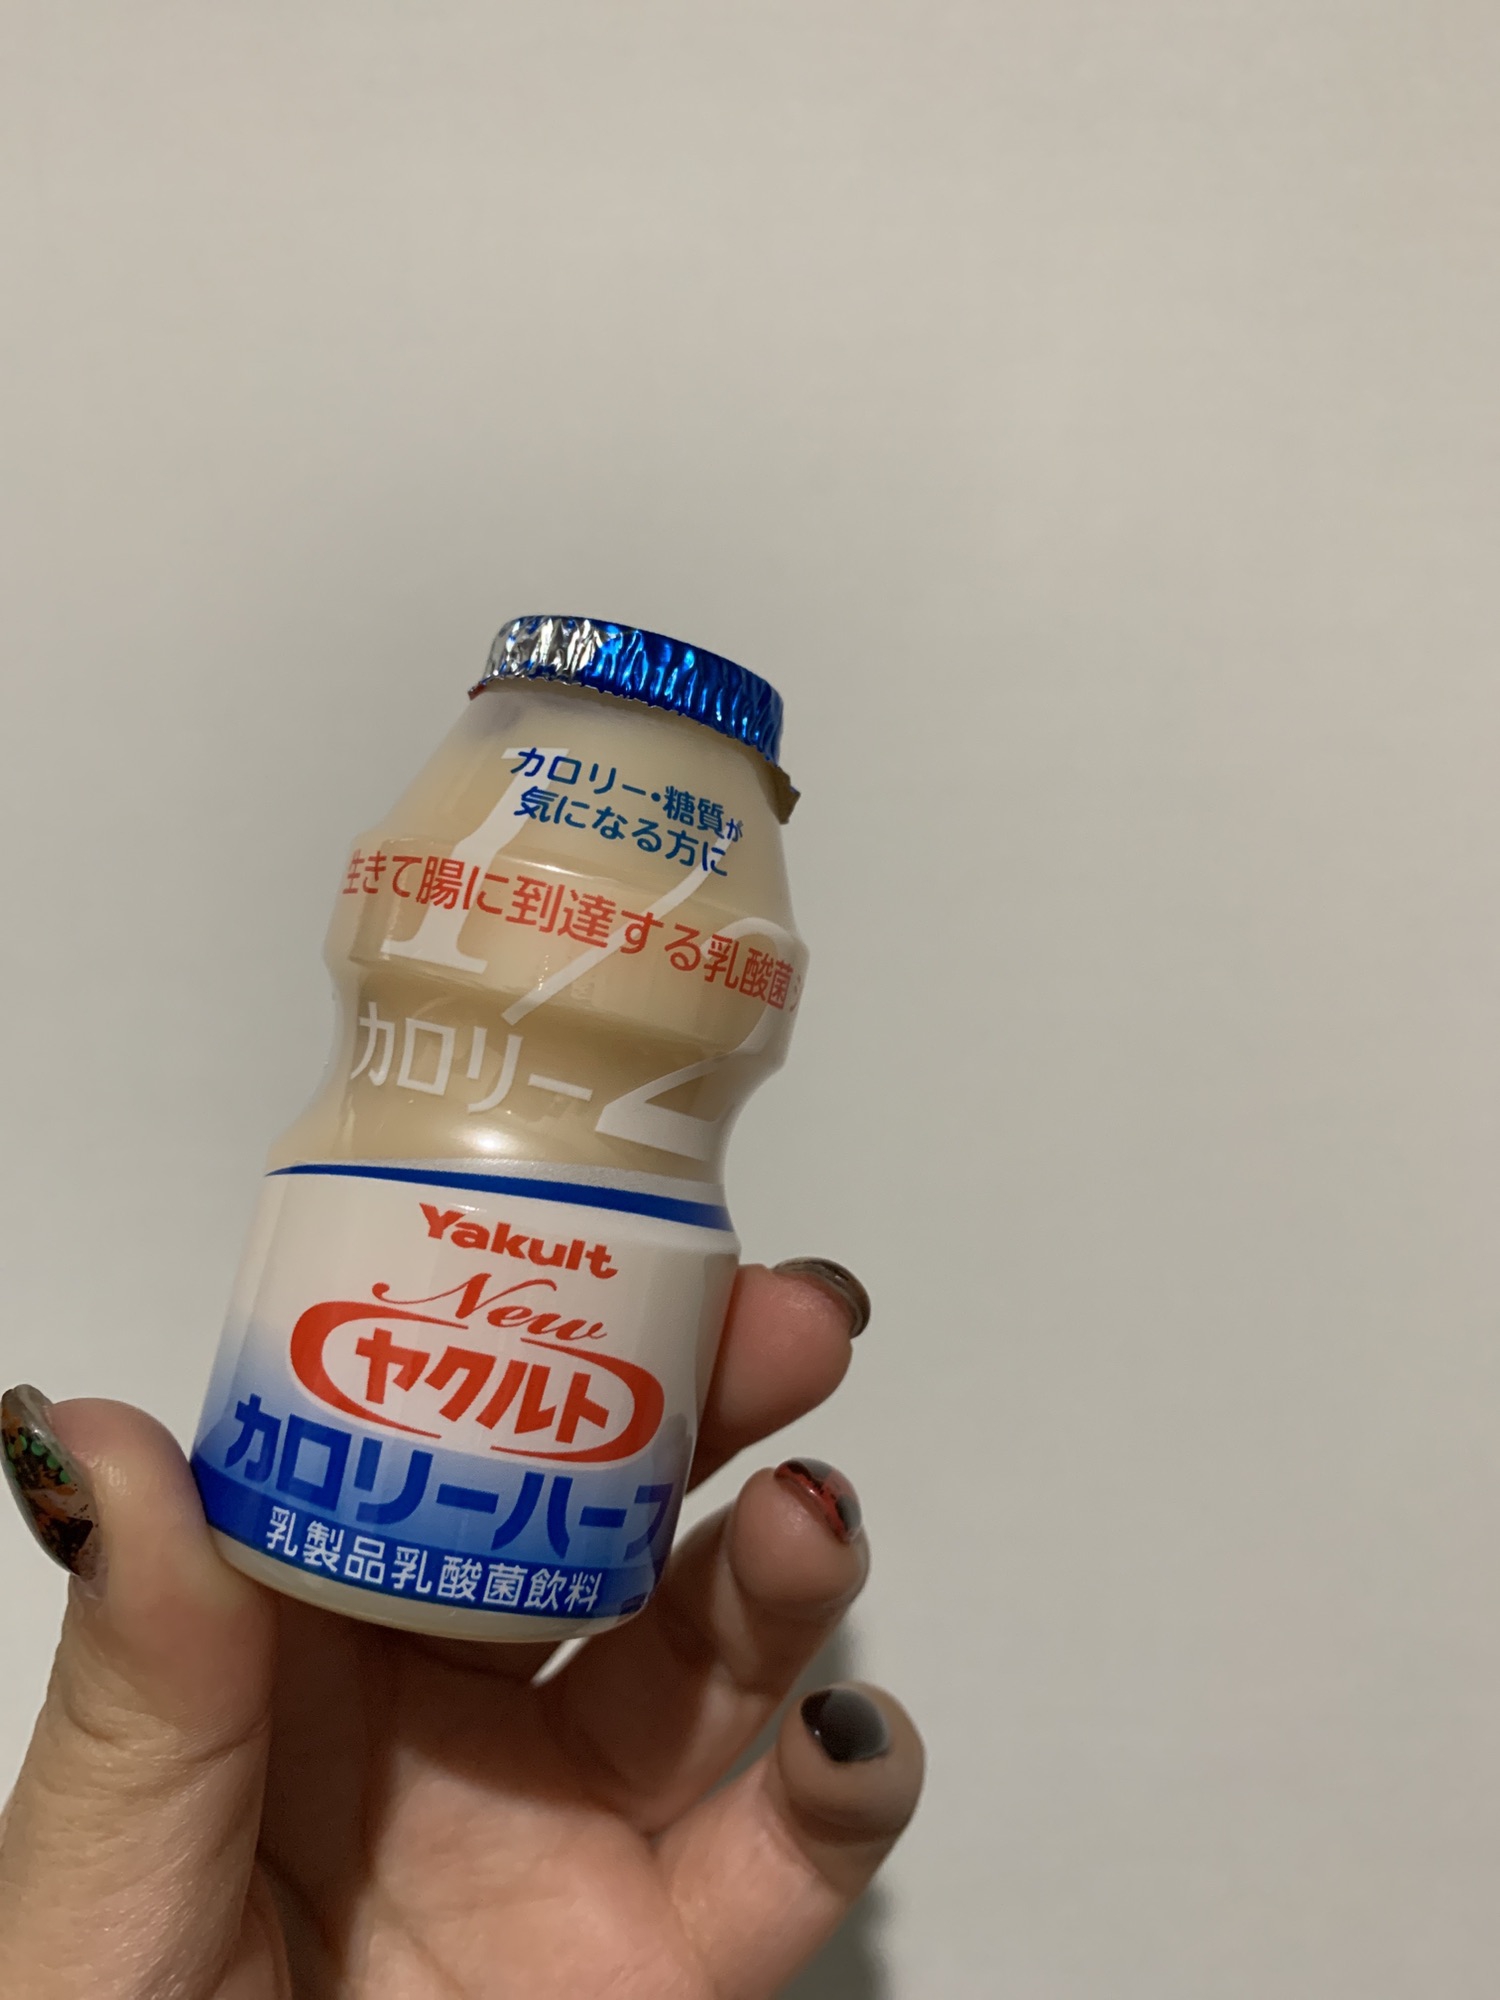 カロリー・糖質が
気になる方に
生きて腸に到達する乳酸菌
1/2
カロリー
Yakult
New
ヤクルト
カロリーハーフ
乳製品乳酸菌飲料